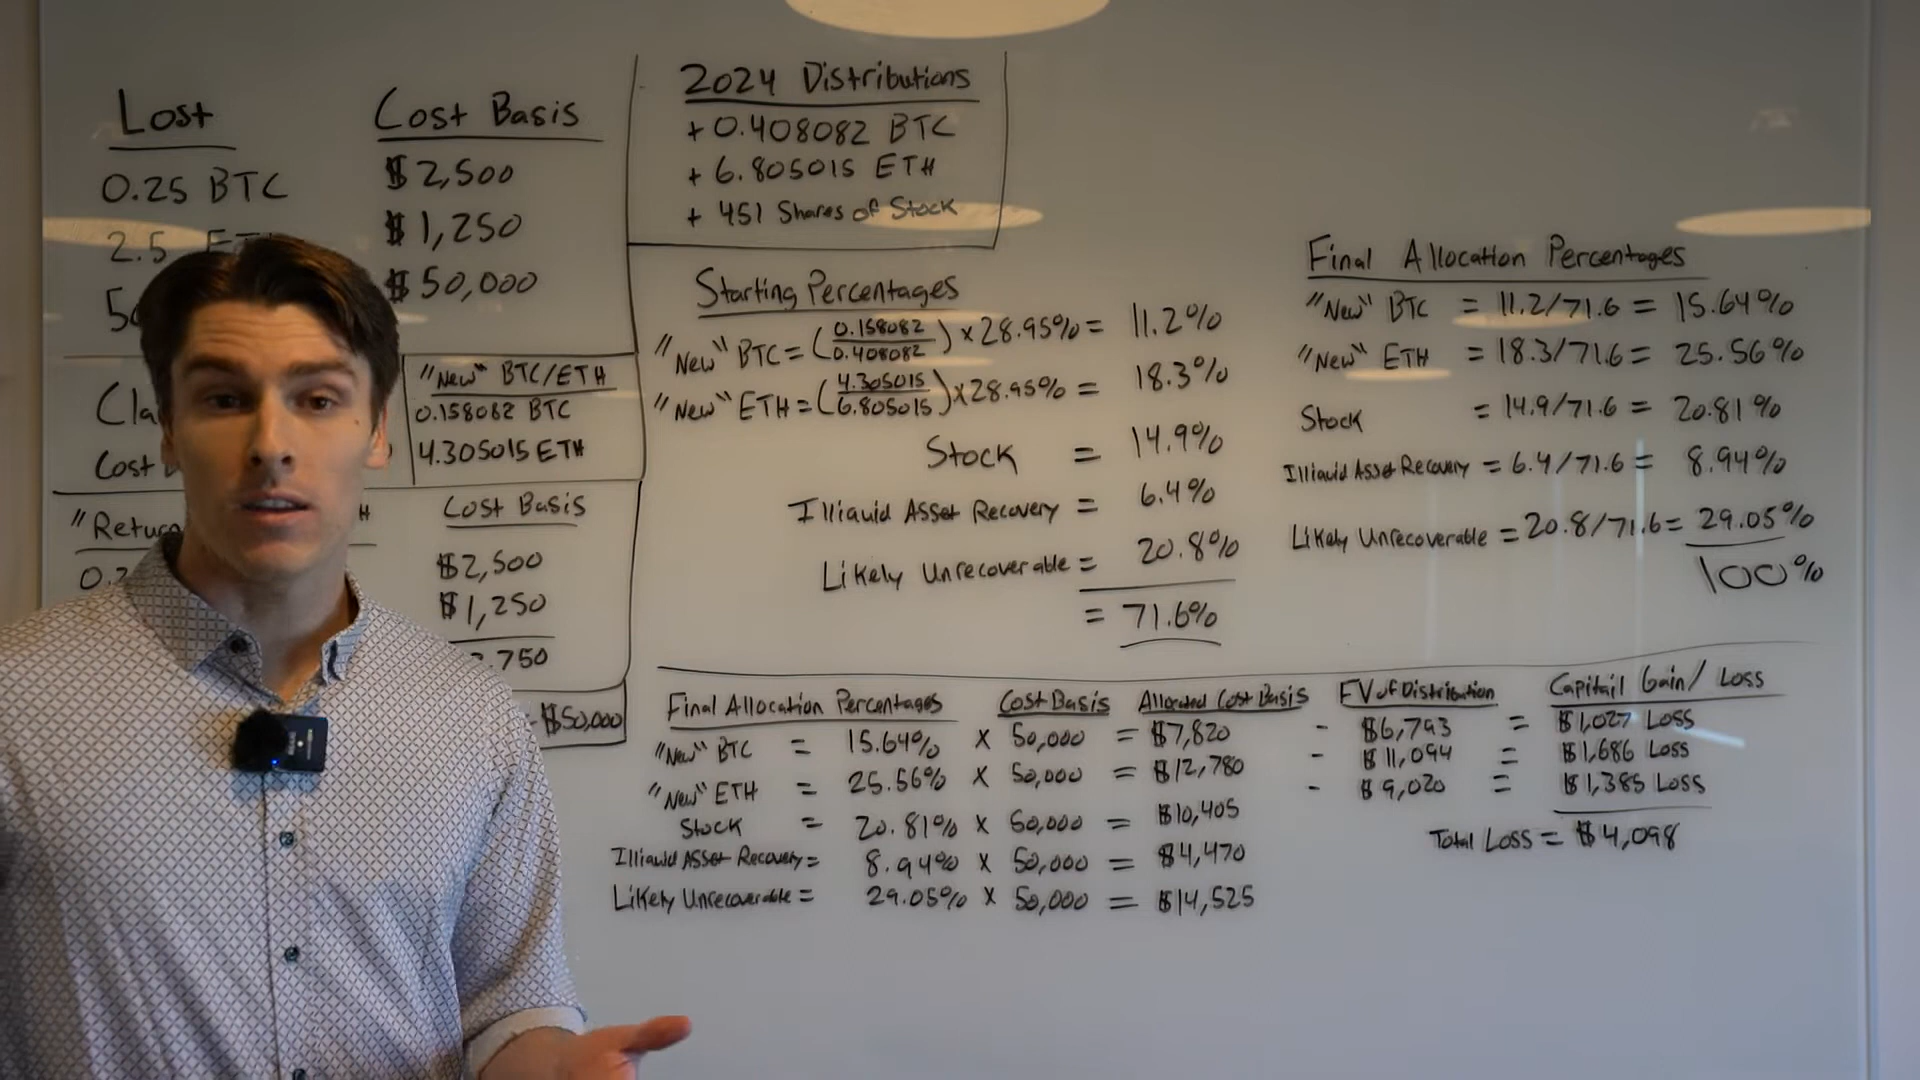 Lost
Cost Basis
0.25 BTC
$2,500
2.5 ET
$1,250
$50,000
"New" BTC/ETH
0.158082 BTC
4.305015 ETH
Cla
Cost
"Return
H
Cost Basis
0.2
$2,500
$1,250
750
$50,000
2024 Distributions
+ 0.408082 BTC
+ 6.805015 ETH
+ 451 Shares of Stock
Starting Percentages
"New" BTC = (0.158082/0.408082) x 28.95% = 11.2%
"New" ETH = (4.305015/6.805015) x 28.95% = 18.3%
Stock = 14.9%
Illiquid Asset Recovery = 6.4%
Likely Unrecoverable = 20.8%
= 71.6%
Final Allocation Percentages
"New" BTC = 11.2/71.6 = 15.64%
"New" ETH = 18.3/71.6 = 25.56%
Stock = 14.9/71.6 = 20.81%
Illiquid Asset Recovery = 6.4/71.6 = 8.94%
Likely Unrecoverable = 20.8/71.6 = 29.05%
100%
Final Allocation Percentages Cost Basis Allocated Cost Basis FV of Distribution Capitail Gain/Loss
"New" BTC = 15.64% x 50,000 = $7,820 - $6,793 = $1,027 Loss
"New" ETH = 25.56% x 50,000 = $12,780 - $11,094 = $1,686 Loss
Stock = 20.81% x 50,000 = $10,405 - $9,020 = $1,385 Loss
Illiquid Asset Recovery = 8.94% x 50,000 = $4,470
Likely Unrecoverable = 29.05% x 50,000 = $14,525
Total Loss = $4,098